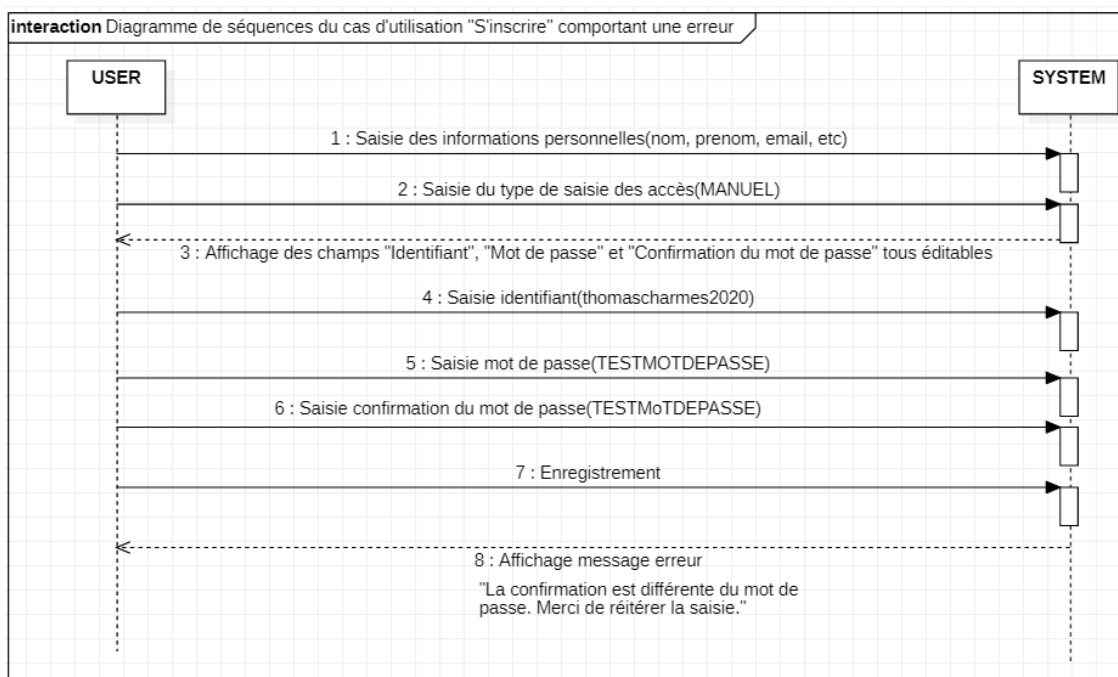 interaction Diagramme de séquences du cas d'utilisation "S'inscrire" comportant une erreur
USER
SYSTEM
1 : Saisie des informations personnelles(nom, prenom, email, etc)
2 : Saisie du type de saisie des accès(MANUEL)
3 : Affichage des champs "Identifiant", "Mot de passe" et "Confirmation du mot de passe" tous éditables
4 : Saisie identifiant(thomascharmes2020)
5 : Saisie mot de passe(TESTMOTDEPASSE)
6 : Saisie confirmation du mot de passe(TESTMoTDEPASSE)
7 : Enregistrement
8 : Affichage message erreur
"La confirmation est différente du mot de
passe. Merci de réitérer la saisie."